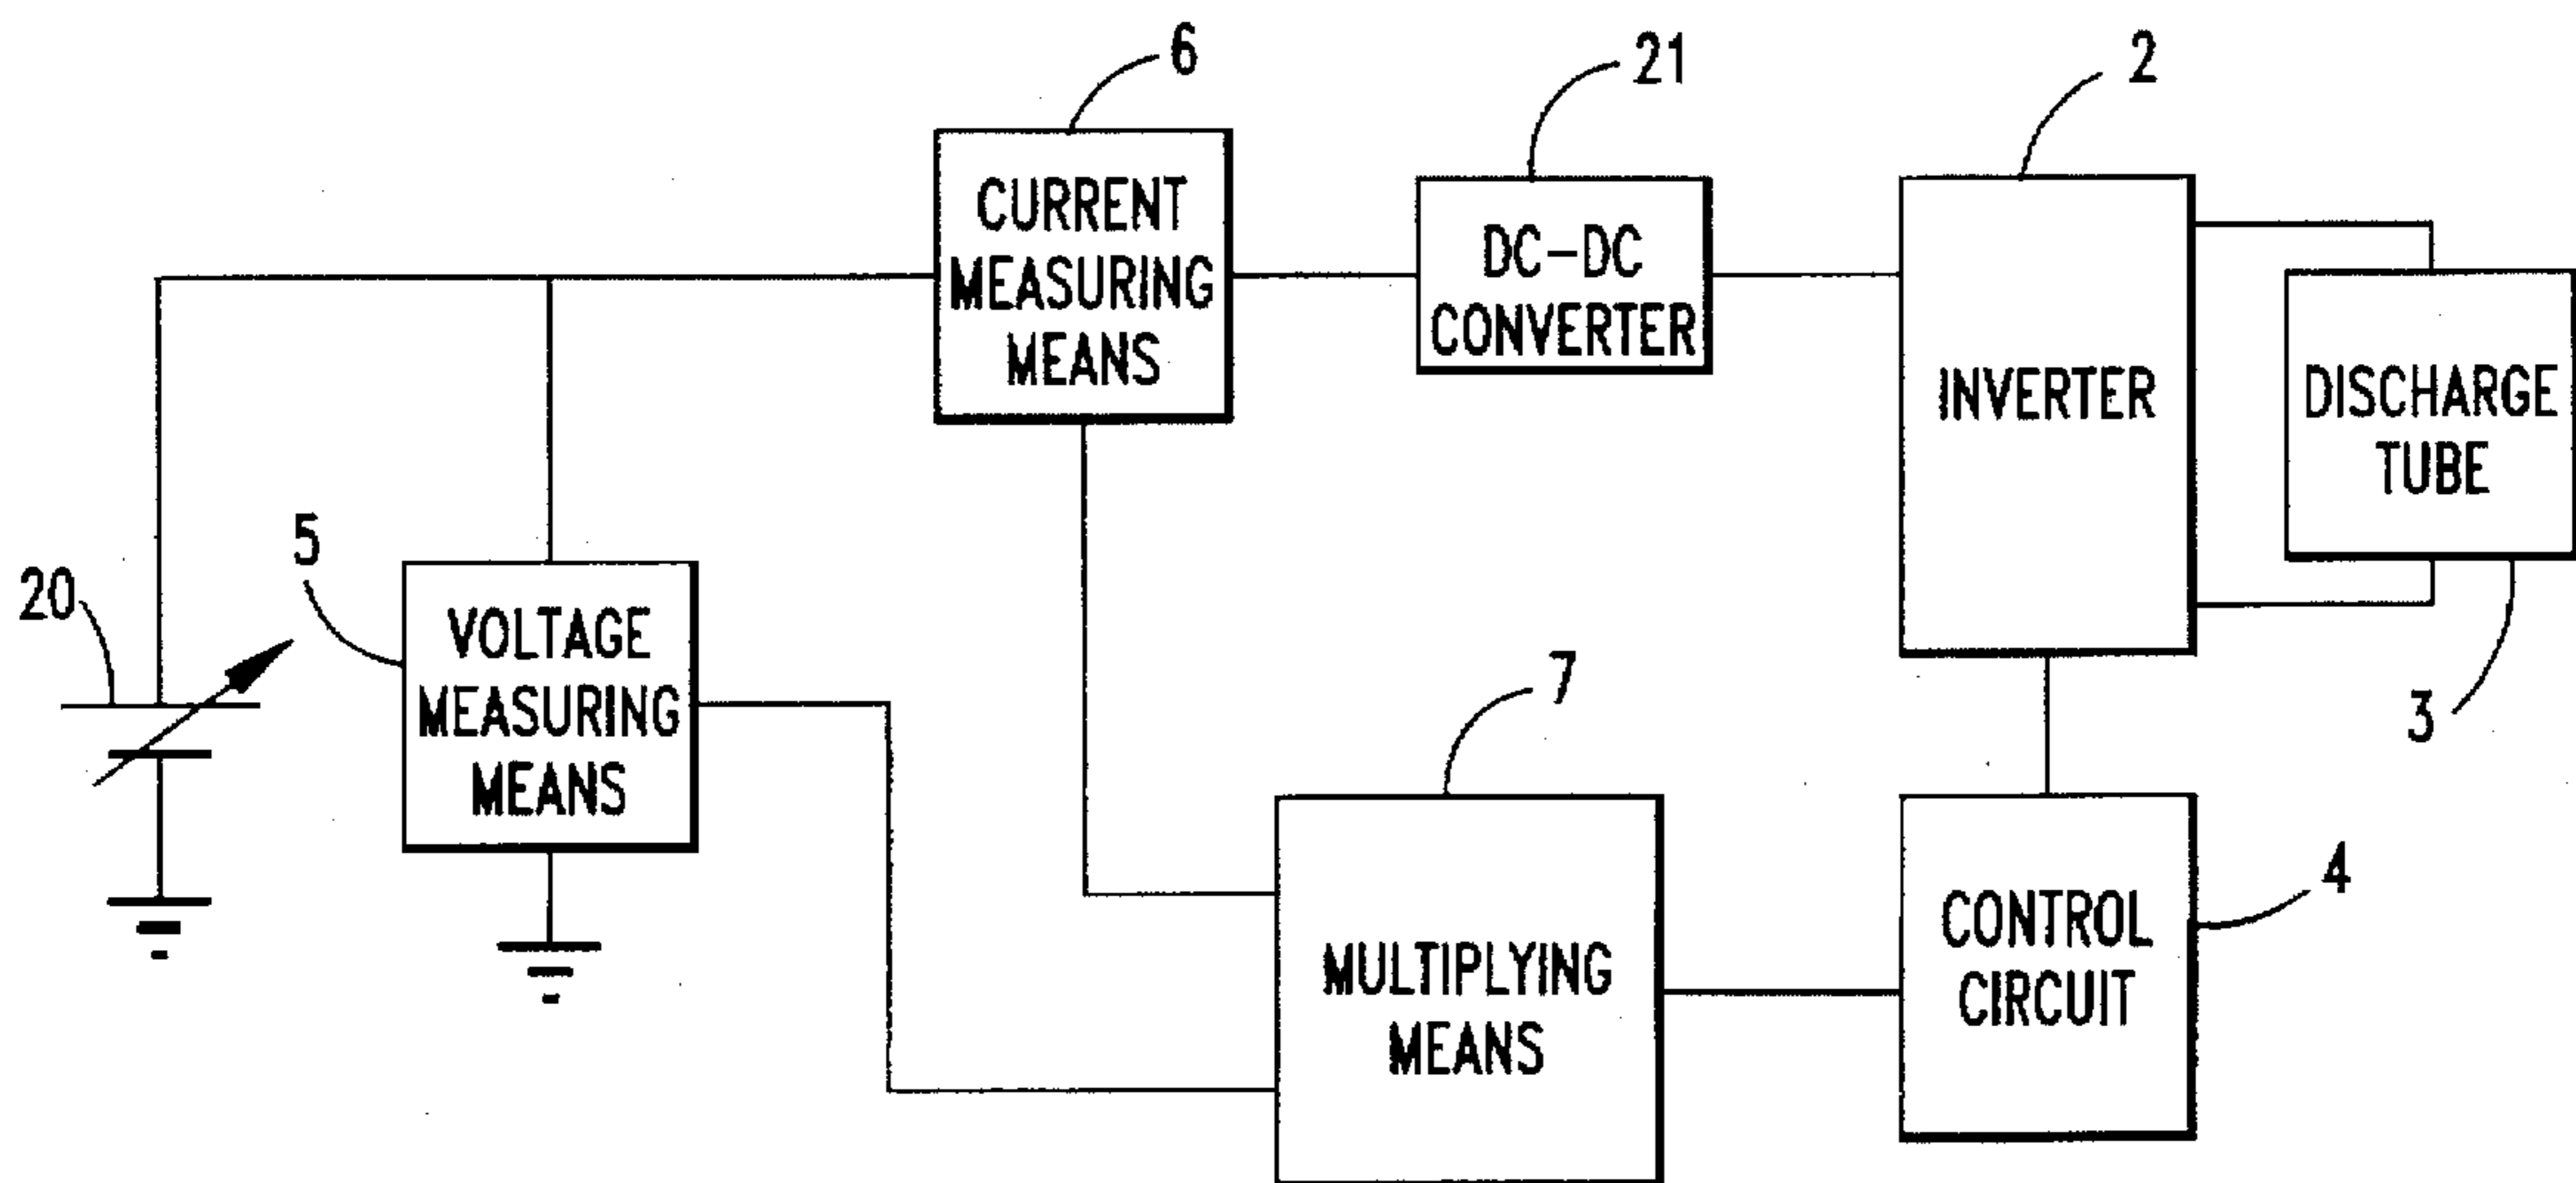 6
21
2
CURRENT
MEASURING
MEANS
DC-DC
CONVERTER
INVERTER
DISCHARGE
TUBE
20
5
VOLTAGE
MEASURING
MEANS
7
3
MULTIPLYING
MEANS
CONTROL
CIRCUIT
4